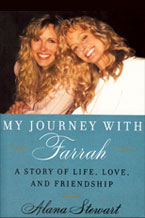 MY JOURNEY WITH
Farrah
A STORY OF LIFE, LOVE,
AND FRIENDSHIP
Alana Stewart